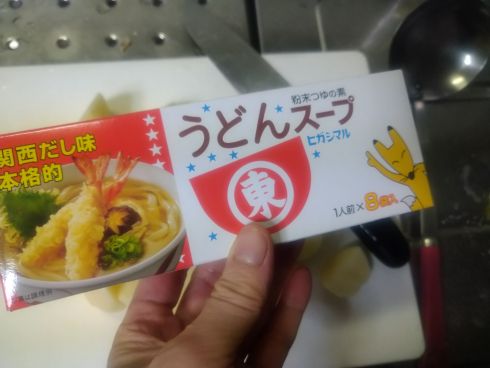 関西だし味
本格的
粉末つゆの素
うどんスープ
ヒガシマル
東
1人前×8袋入